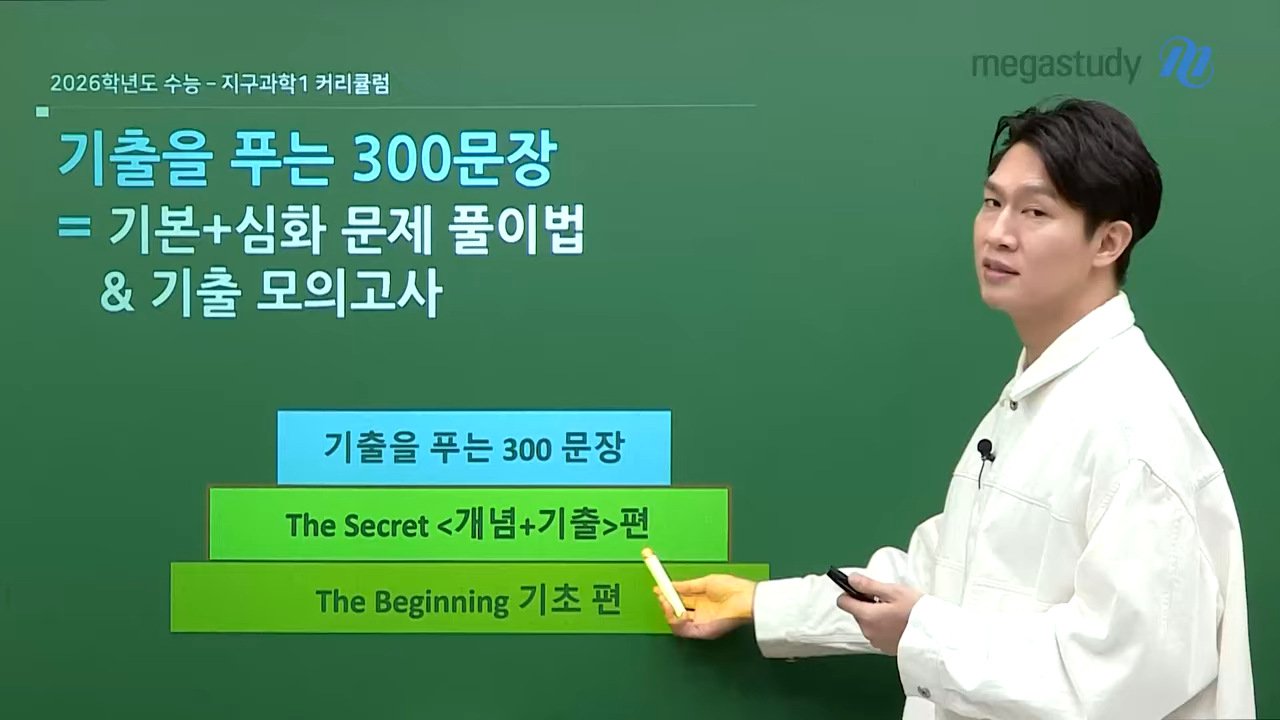 2026학년도 수능 – 지구과학1 커리큘럼
megastudy
기출을 푸는 300문장
= 기본+심화 문제 풀이법
& 기출 모의고사
기출을 푸는 300 문장
The Secret <개념+기출>편
The Beginning 기초 편